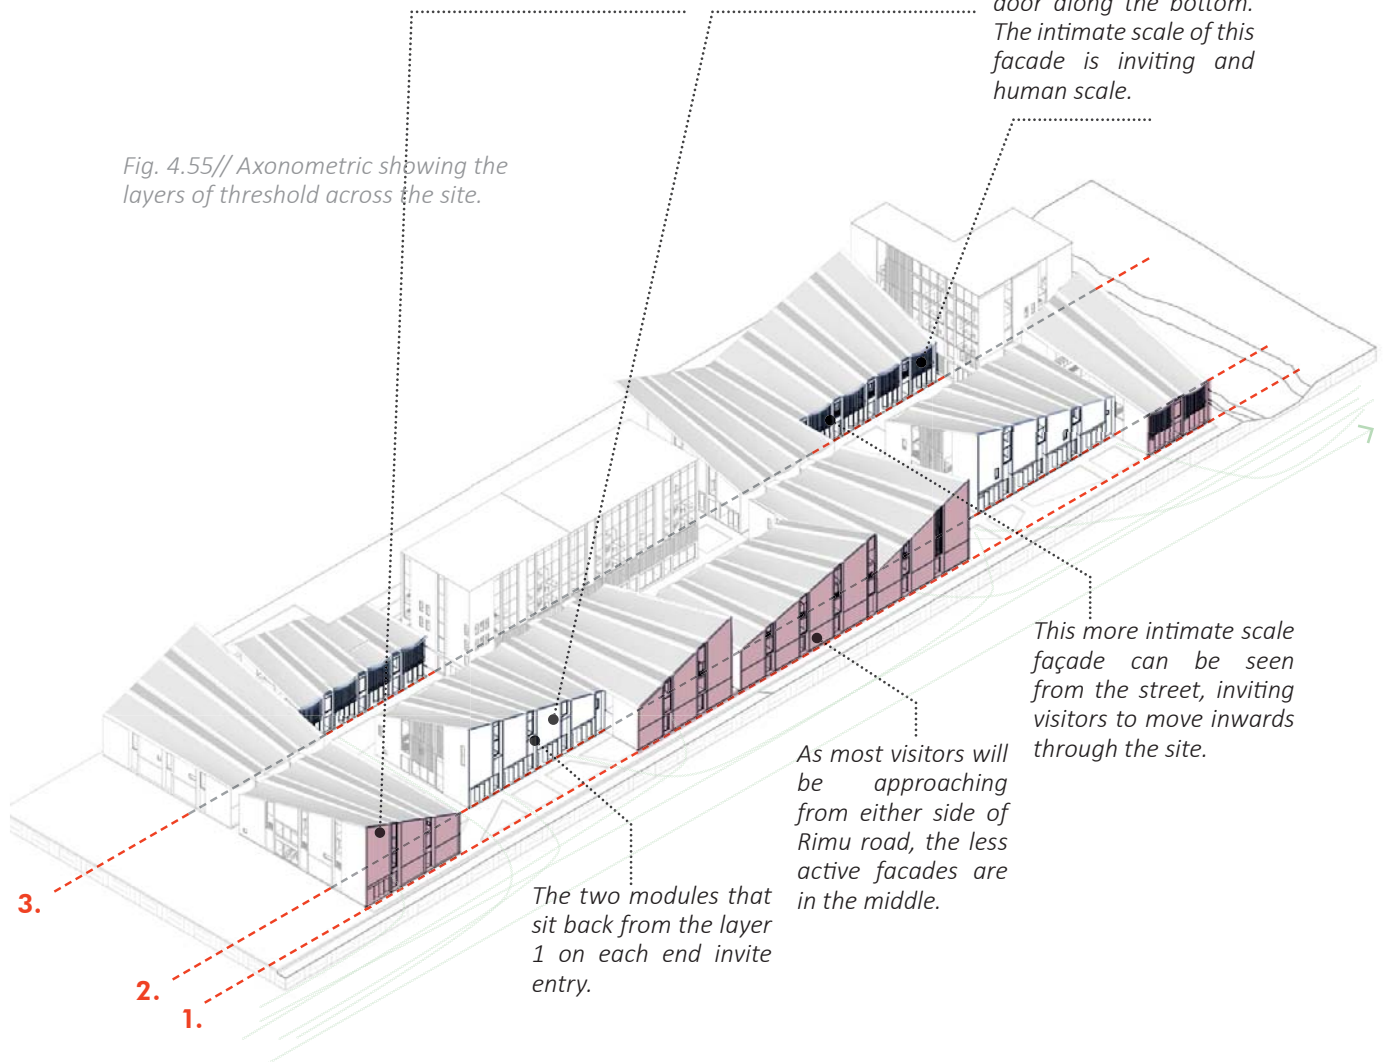 door along the bottom.
The intimate scale of this
facade is inviting and
human scale.
Fig. 4.55// Axonometric showing the
layers of threshold across the site.
This more intimate scale
façade can be seen
from the street, inviting
visitors to move inwards
through the site.
As most visitors will
be approaching
from either side of
Rimu road, the less
active facades are
in the middle.
The two modules that
sit back from the layer
1 on each end invite
entry.
3.
2.
1.